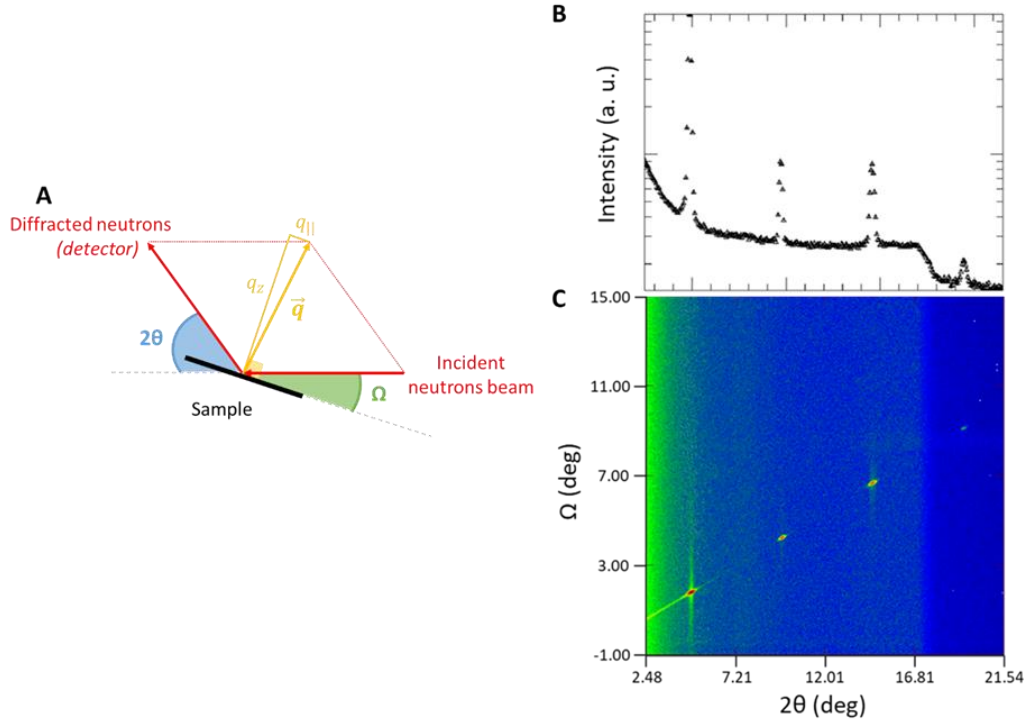 A
Diffracted neutrons
(detector)
q||
qz
q⃗
2θ
Incident
neutrons beam
Ω
Sample
B
Intensity (a. u.)
C
15.00
11.00
7.00
3.00
-1.00
Ω (deg)
2.48 7.21 12.01 16.81 21.54
2θ (deg)